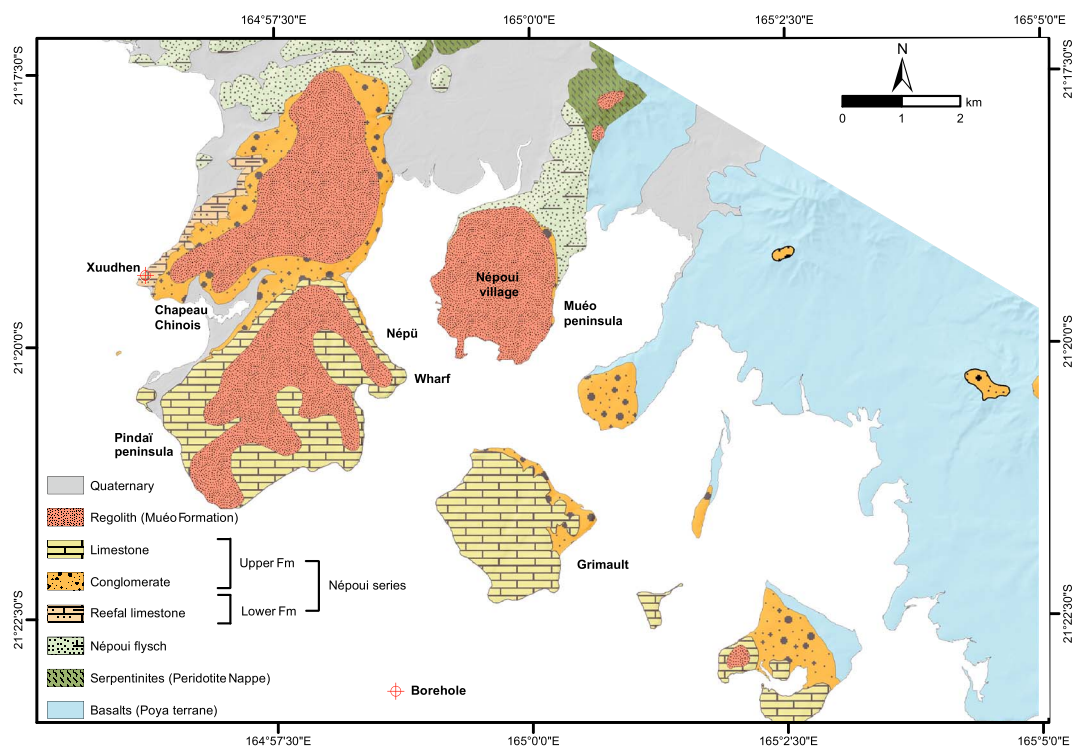 164°57'30"E
165°0'00"E
165°2'30"E
165°5'0"E
21°17'30"S
21°17'30"S
N
km
0
1
2
Xuudhen
Népoui
village
Chapeau
Chinois
Muéo
peninsula
Népü
21°20'0"S
21°20'0"S
Wharf
Pindaï
peninsula
Quaternary
Regolith (Muéo Formation)
Limestone
Upper Fm
Grimault
Conglomerate
Népoui series
Reefal limestone
Lower Fm
21°22'30"S
21°22'30"S
Népoui flysch
Serpentinites (Peridotite Nappe)
Borehole
Basalts (Poya terrane)
164°57'30"E
165°0'00"E
165°2'30"E
165°5'0"E